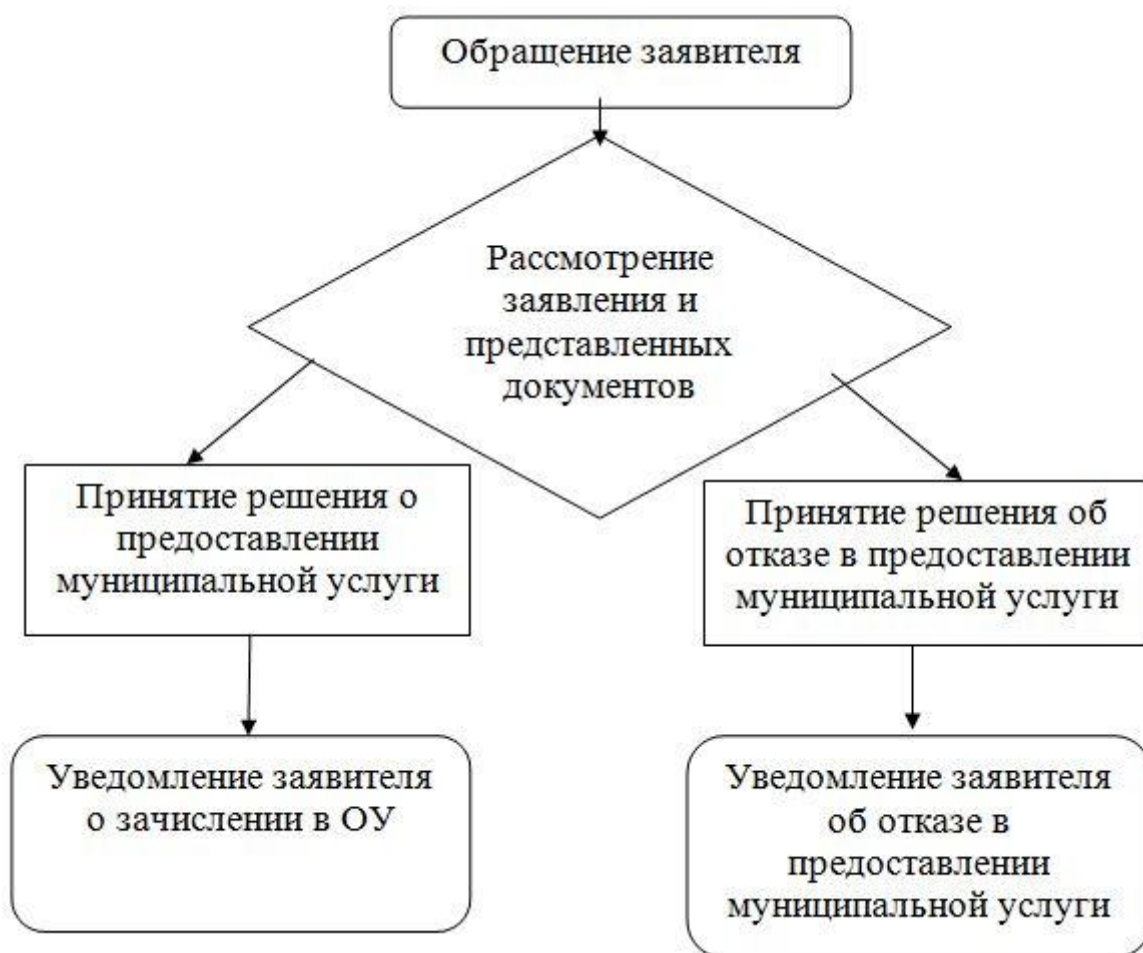 Обращение заявителя
Рассмотрение
заявления и
представленных
документов
Принятие решения о
предоставлении
муниципальной услуги
Принятие решения об
отказе в предоставлении
муниципальной услуги
Уведомление заявителя
о зачислении в ОУ
Уведомление заявителя
об отказе в
предоставлении
муниципальной услуги